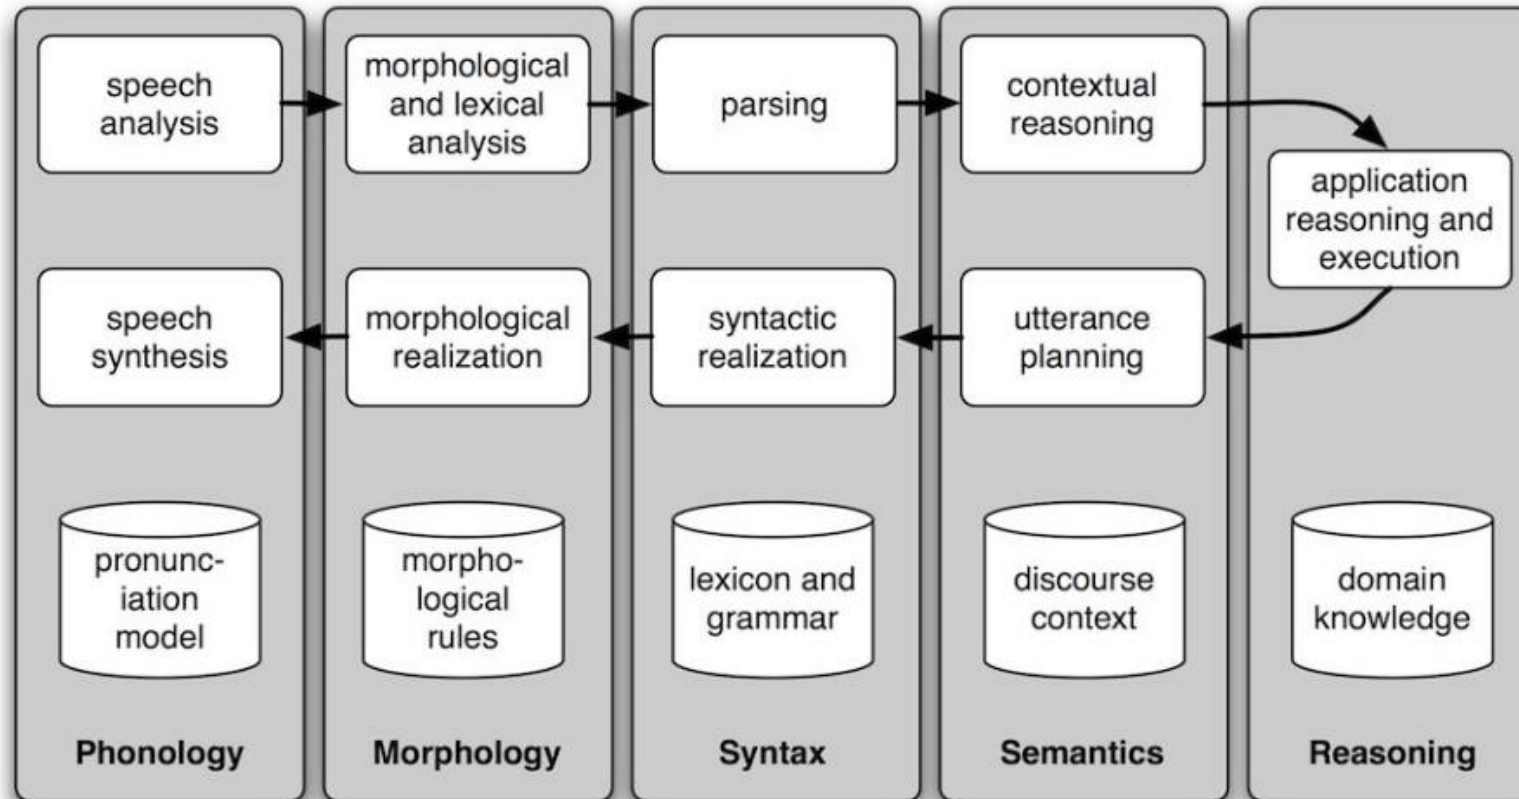 speech
analysis
morphological
and lexical
analysis
parsing
contextual
reasoning
application
reasoning and
execution
speech
synthesis
morphological
realization
syntactic
realization
utterance
planning
pronunc-
iation
model
morpho-
logical
rules
lexicon and
grammar
discourse
context
domain
knowledge
Phonology
Morphology
Syntax
Semantics
Reasoning